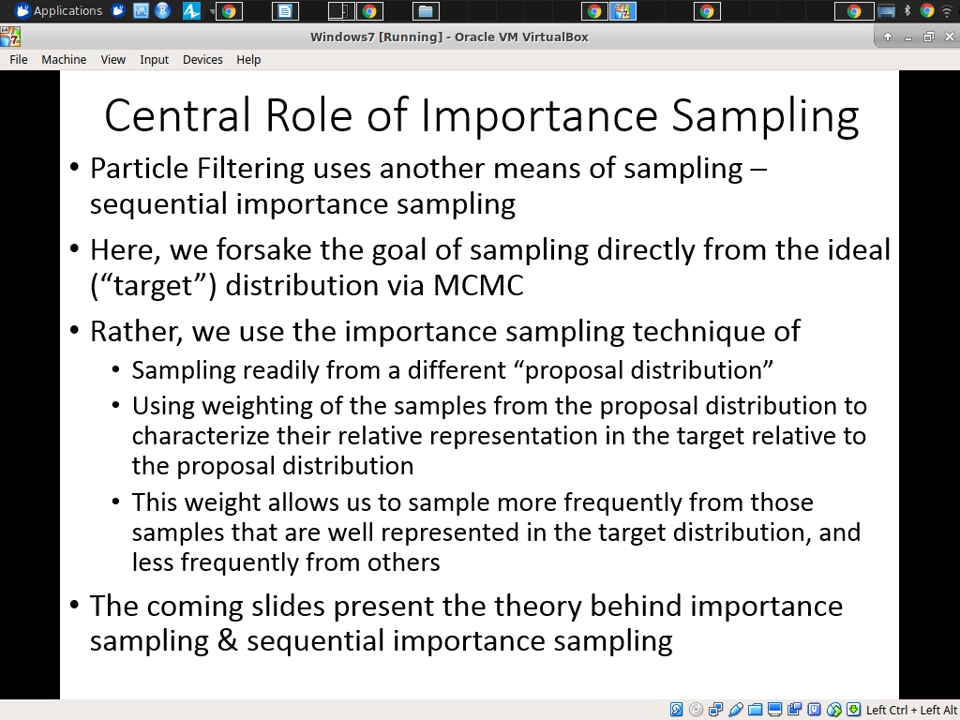 Applications
Windows7 [Running] - Oracle VM VirtualBox
File Machine View Input Devices Help
Central Role of Importance Sampling
• Particle Filtering uses another means of sampling –
sequential importance sampling
• Here, we forsake the goal of sampling directly from the ideal
(“target”) distribution via MCMC
• Rather, we use the importance sampling technique of
• Sampling readily from a different “proposal distribution”
• Using weighting of the samples from the proposal distribution to
characterize their relative representation in the target relative to
the proposal distribution
• This weight allows us to sample more frequently from those
samples that are well represented in the target distribution, and
less frequently from others
• The coming slides present the theory behind importance
sampling & sequential importance sampling
Left Ctrl + Left Alt